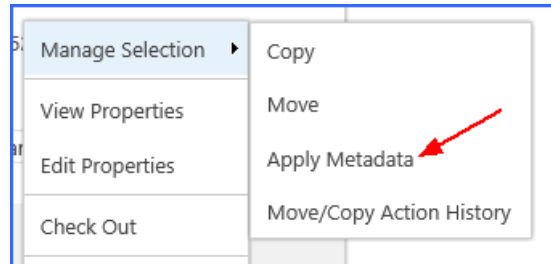 Manage Selection
View Properties
Edit Properties
Check Out
Copy
Move
Apply Metadata
Move/Copy Action History